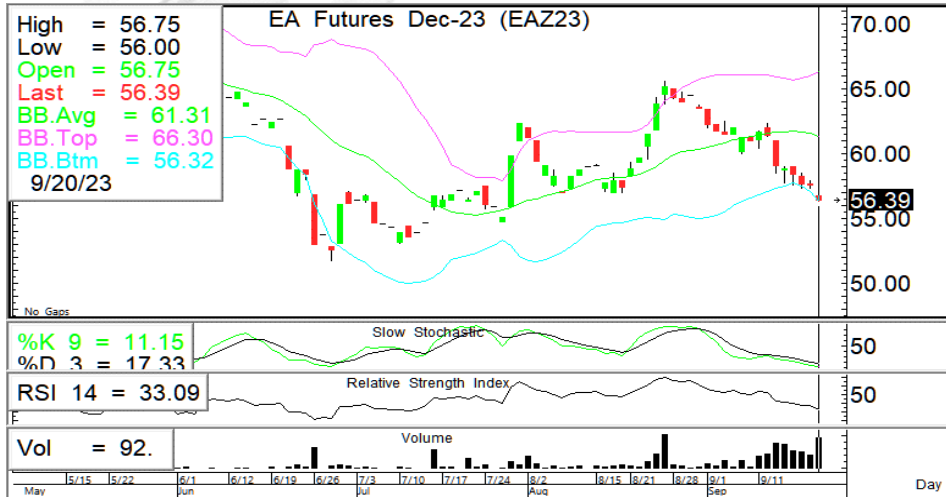 EA Futures Dec-23 (EAZ23)
High = 56.75
Low = 56.00
Open = 56.75
Last = 56.39
BB.Avg = 61.31
BB.Top = 66.30
BB.Btm = 56.32
9/20/23
70.00
65.00
60.00
56.39
55.00
50.00
No Gaps
Slow Stochastic
%K 9 = 11.15
%D 3 = 17.33
50
Relative Strength Index
RSI 14 = 33.09
50
Volume
Vol = 92.
5/15 5/22 6/1 6/12 6/19 6/26 7/3 7/10 7/17 7/24 8/2 8/15 8/21 8/28 9/1 9/11
May Jun Jul Aug Sep Day